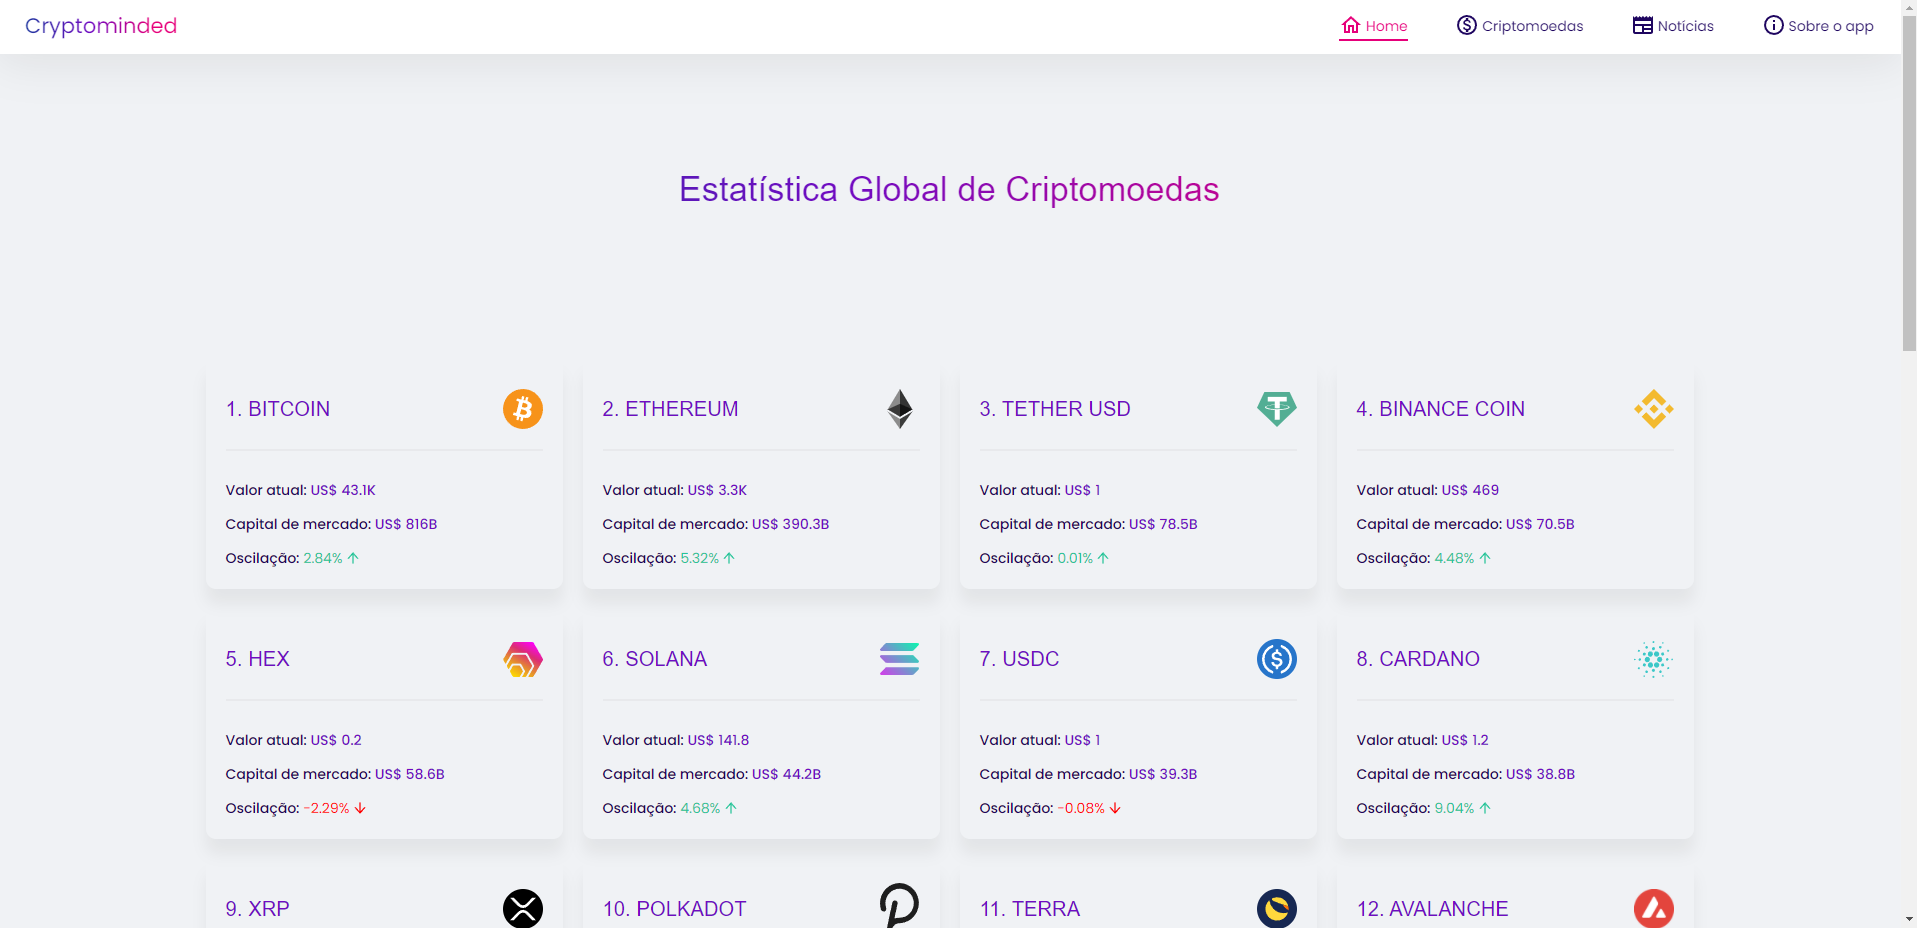 Cryptominded
Home
Criptomoedas
Notícias
Sobre o app
Estatística Global de Criptomoedas
1. BITCOIN
Valor atual: US$ 43.1K
Capital de mercado: US$ 816B
Oscilação: 2.84% ↑
2. ETHEREUM
Valor atual: US$ 3.3K
Capital de mercado: US$ 390.3B
Oscilação: 5.32% ↑
3. TETHER USD
Valor atual: US$ 1
Capital de mercado: US$ 78.5B
Oscilação: 0.01% ↑
4. BINANCE COIN
Valor atual: US$ 469
Capital de mercado: US$ 70.5B
Oscilação: 4.48% ↑
5. HEX
Valor atual: US$ 0.2
Capital de mercado: US$ 58.6B
Oscilação: -2.29% ↓
6. SOLANA
Valor atual: US$ 141.8
Capital de mercado: US$ 44.2B
Oscilação: 4.68% ↑
7. USDC
Valor atual: US$ 1
Capital de mercado: US$ 39.3B
Oscilação: -0.08% ↓
8. CARDANO
Valor atual: US$ 1.2
Capital de mercado: US$ 38.8B
Oscilação: 9.04% ↑
9. XRP
10. POLKADOT
11. TERRA
12. AVALANCHE